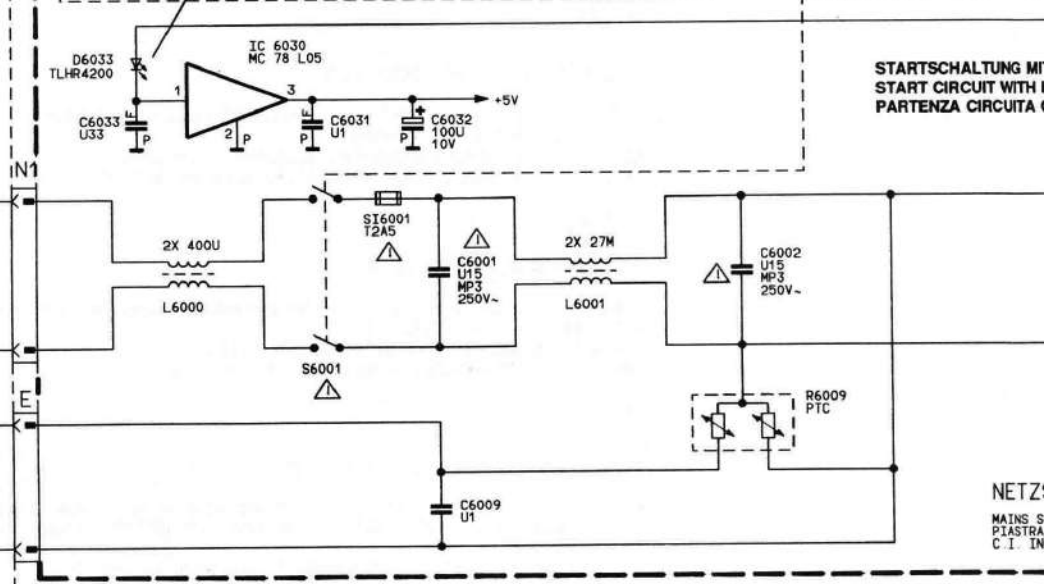 IC 6030
MC 78 L05
D6033
TLHR4200
1
3
2
P
F
P
C6033
U33
F
P
C6031
U1
+
P
C6032
100U
10V
+5V
STARTSCHALTUNG MI
START CIRCUIT WITH
PARTENZA CIRCUITA
N1
2X 400U
L6000
SI6001
T2A5
S6001
C6001
U15
MP3
250V~
2X 27M
L6001
C6002
U15
MP3
250V~
R6009
PTC
E
C6009
U1
NETZ
MAINS S
PIASTRA
C.I. IN